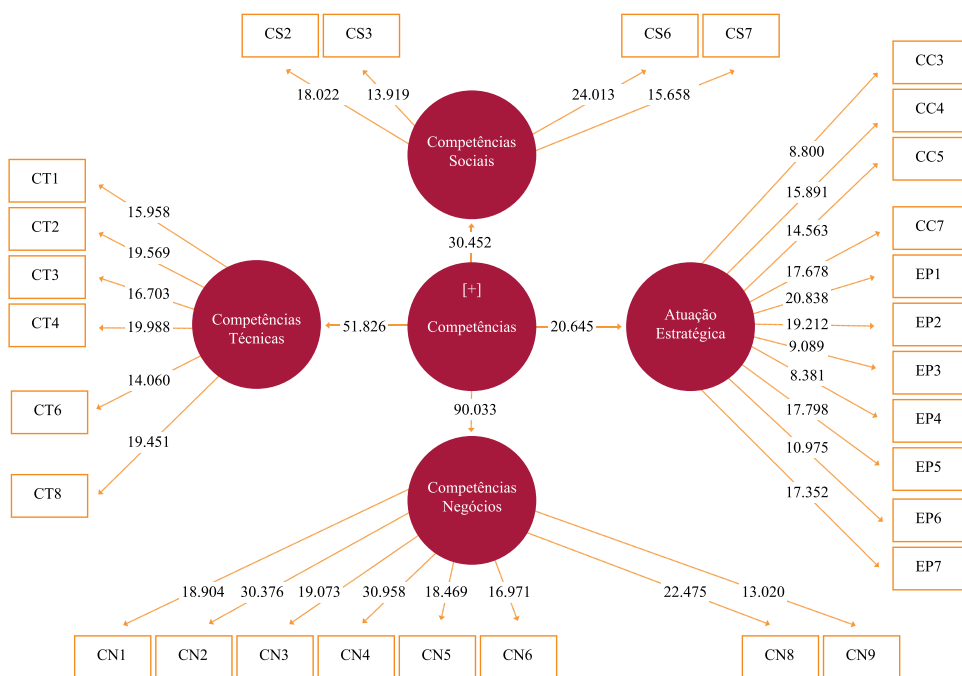 CS2
CS3
CS6
CS7
18.022
13.919
24.013
15.658
Competências
Sociais
30.452
CT1
CT2
CT3
CT4
CT6
CT8
15.958
19.569
16.703
19.988
14.060
19.451
Competências
Técnicas
51.826
[+]
Competências
20.645
Atuação
Estratégica
8.800
15.891
14.563
17.678
20.838
19.212
9.089
8.381
17.798
10.975
17.352
CC3
CC4
CC5
CC7
EP1
EP2
EP3
EP4
EP5
EP6
EP7
90.033
Competências
Negócios
18.904
30.376
19.073
30.958
18.469
16.971
22.475
13.020
CN1
CN2
CN3
CN4
CN5
CN6
CN8
CN9